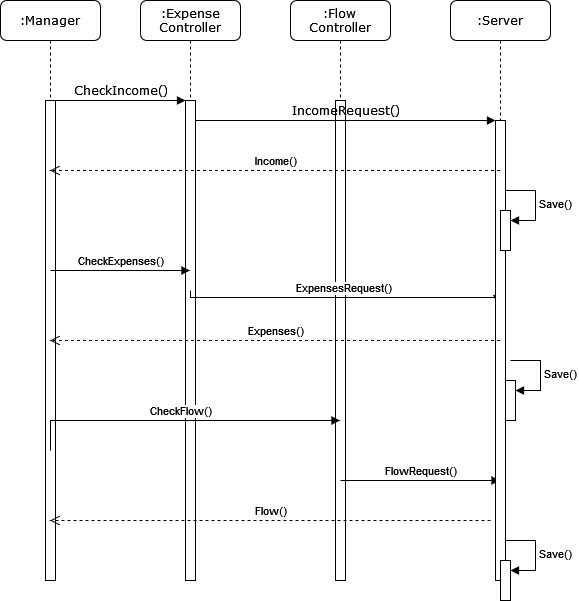 :Manager
:Expense
Controller
:Flow
Controller
:Server
CheckIncome()
IncomeRequest()
Income()
Save()
CheckExpenses()
ExpensesRequest()
Expenses()
Save()
CheckFlow()
FlowRequest()
Flow()
Save()